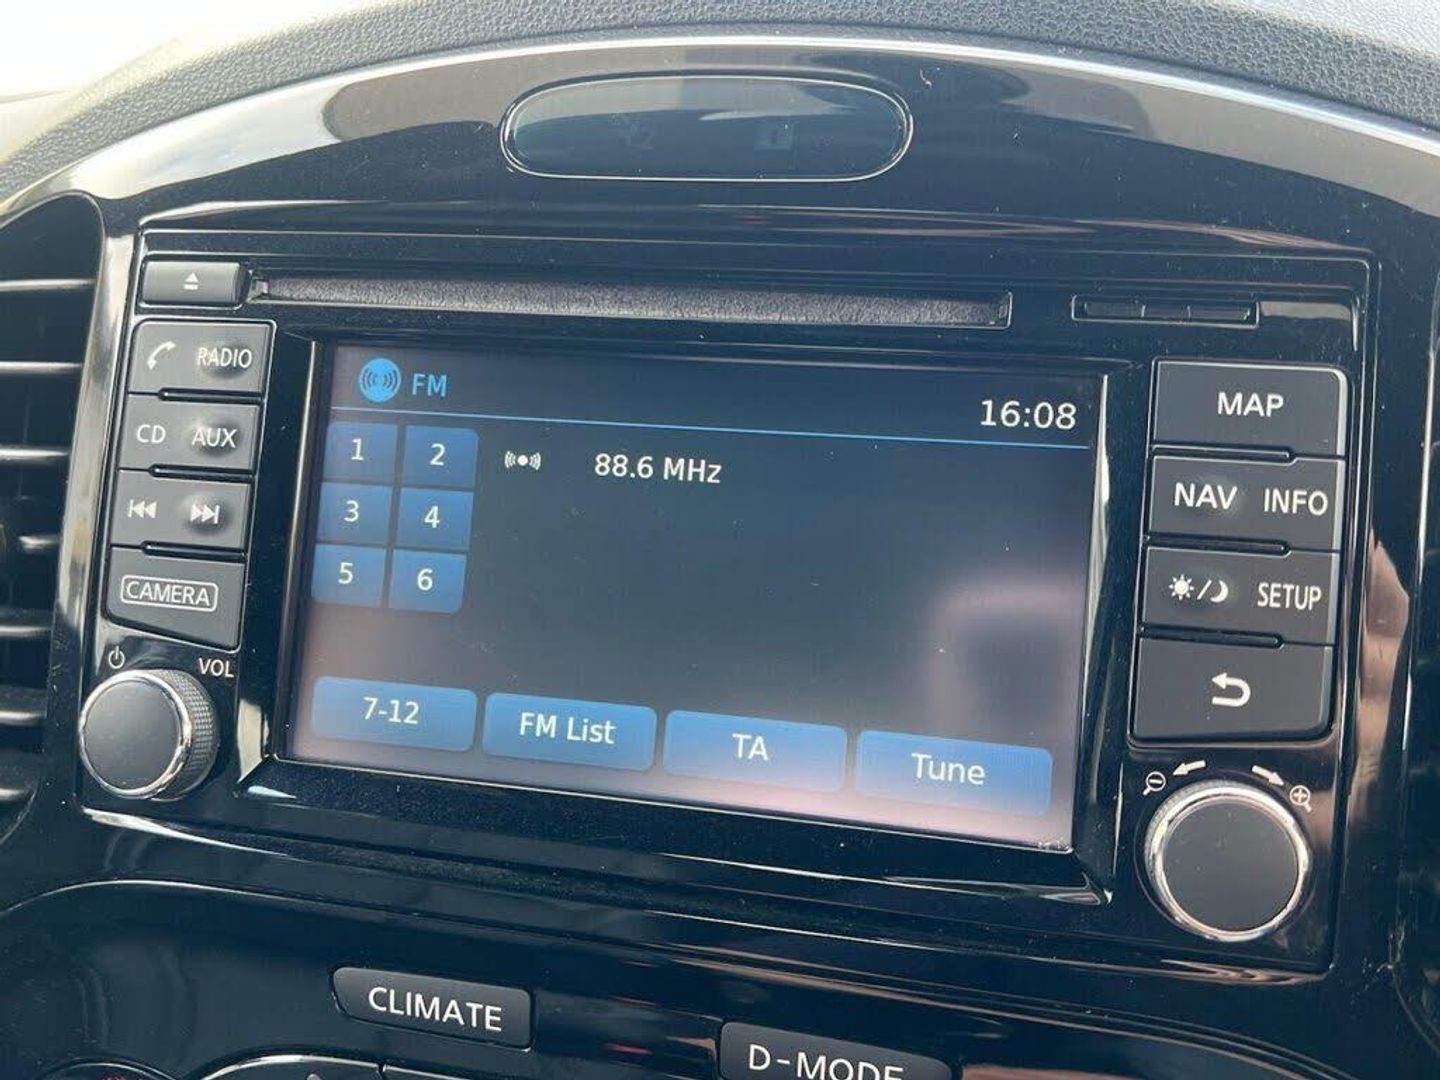 RADIO
CD AUX
CAMERA
VOL
FM
16:08
1 2
88.6 MHz
3 4
5 6
7-12 FM List TA Tune
MAP
NAV INFO
SETUP
CLIMATE
D-MODE